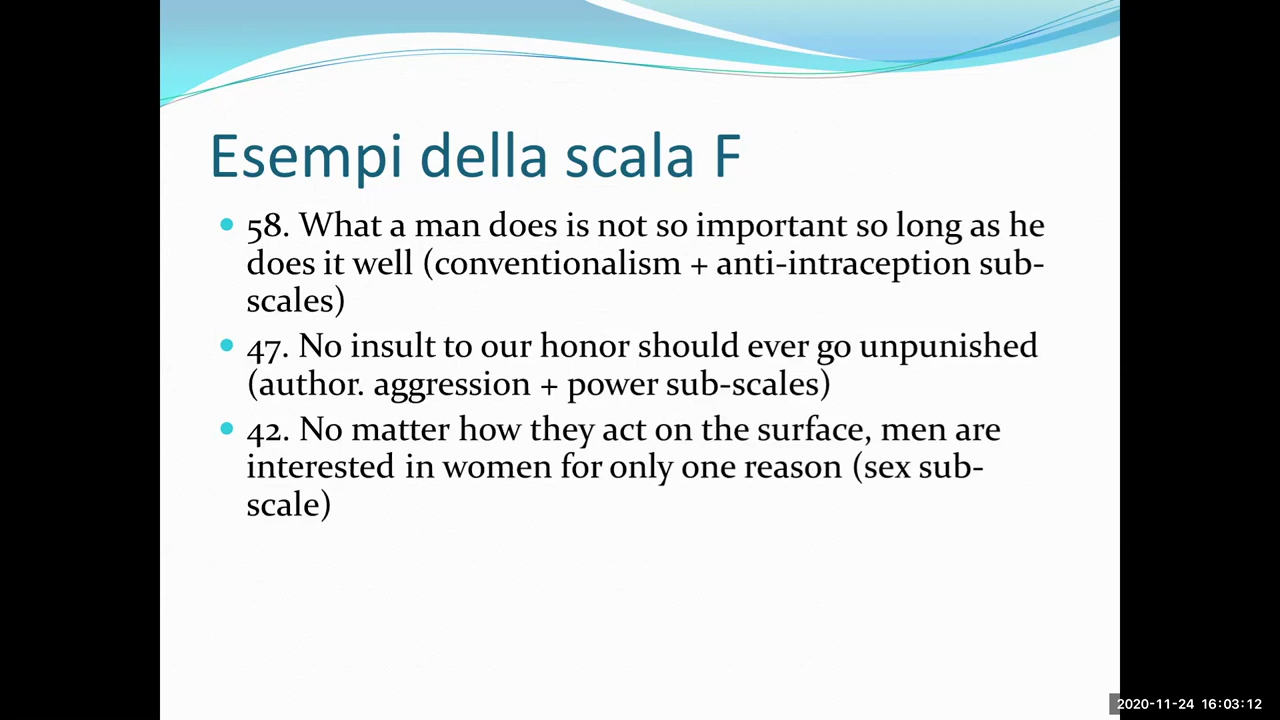 Esempi della scala F
58. What a man does is not so important so long as he
does it well (conventionalism + anti-intraception sub-
scales)
47. No insult to our honor should ever go unpunished
(author. aggression + power sub-scales)
42. No matter how they act on the surface, men are
interested in women for only one reason (sex sub-
scale)
2020-11-24 16:03:12